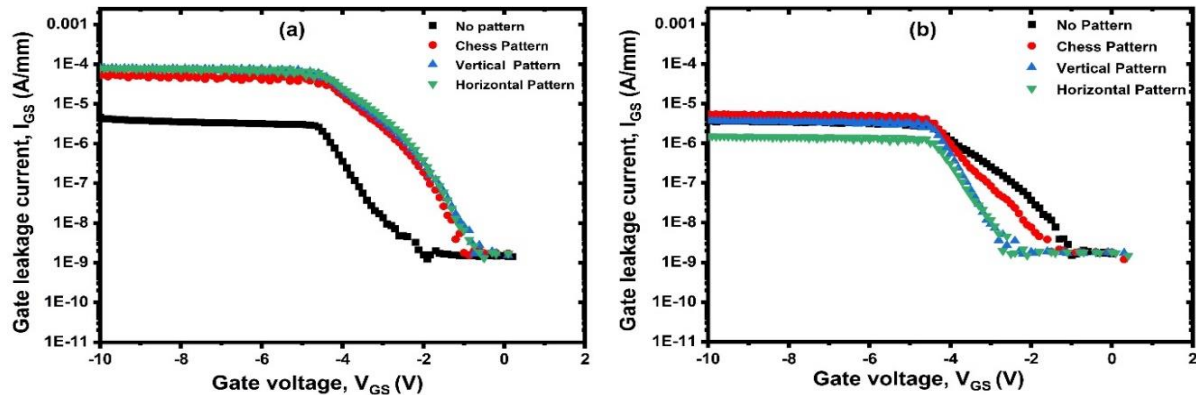 (a)
No pattern
Chess Pattern
Vertical Pattern
Horizontal Pattern
0.001
1E-4
1E-5
1E-6
1E-7
1E-8
1E-9
1E-10
1E-11
Gate leakage current, I_GS (A/mm)
-10 -8 -6 -4 -2 0 2
Gate voltage, V_GS (V)
(b)
No Pattern
Chess Pattern
Vertical Pattern
Horizontal Pattern
0.001
1E-4
1E-5
1E-6
1E-7
1E-8
1E-9
1E-10
1E-11
Gate leakage current, I_GS (A/mm)
-10 -8 -6 -4 -2 0 2
Gate voltage, V_GS (V)